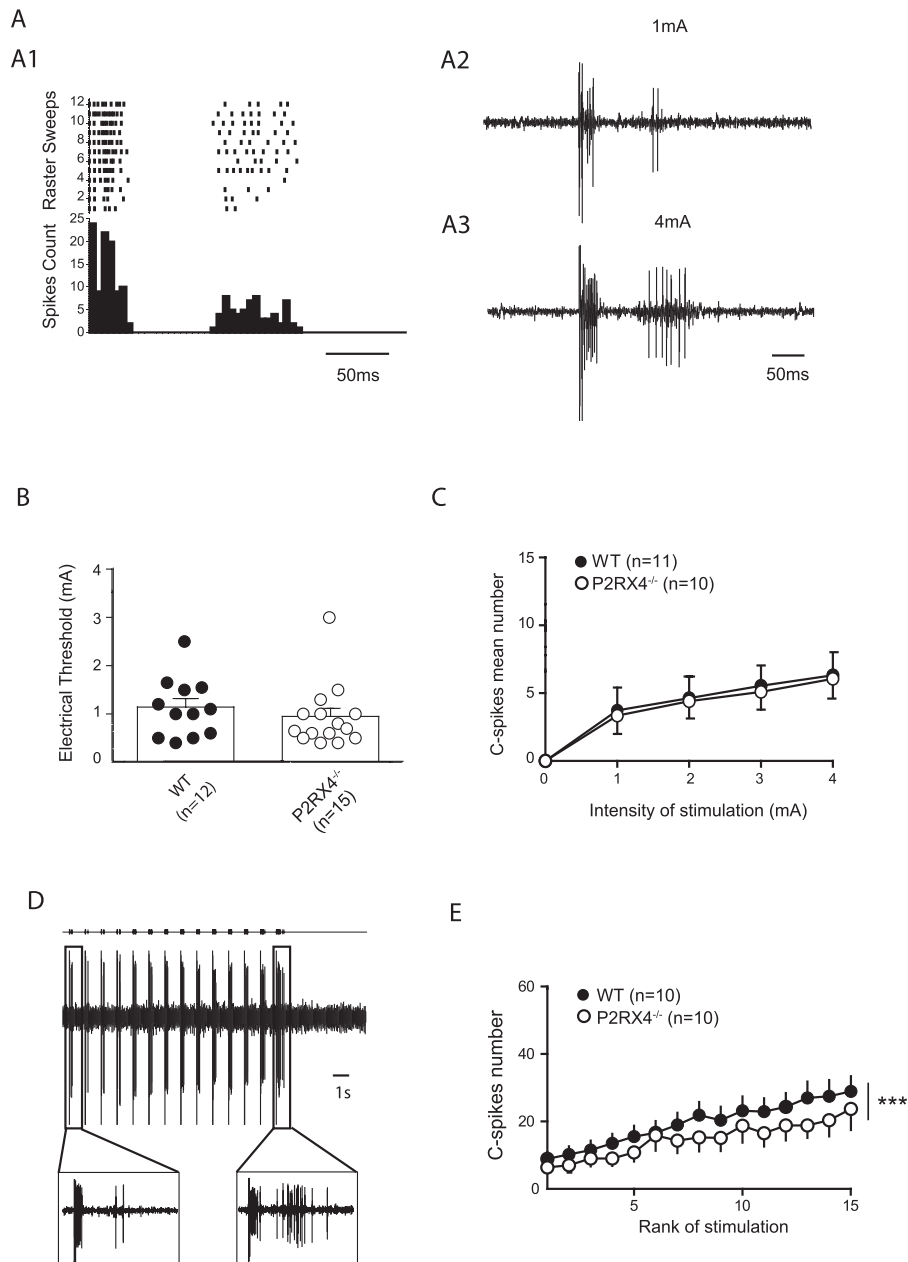 A
A1
Raster Sweeps
12
10
8
6
4
2
Spikes Count
25
20
15
10
5
0
50ms
1mA
A2
A3
4mA
50ms
B
Electrical Threshold (mA)
4
3
2
1
0
WT
(n=12)
P2RX4-/-
(n=15)
C
C-spikes mean number
15
10
5
0
WT (n=11)
P2RX4-/- (n=10)
0 1 2 3 4
Intensity of stimulation (mA)
D
1s
E
C-spikes number
60
40
20
0
WT (n=10)
P2RX4-/- (n=10)
***
5 10 15
Rank of stimulation